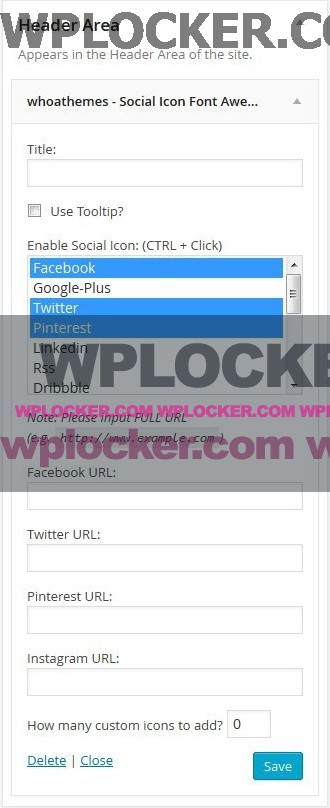 WPLOCKER.COM
Header Area
Appears in the Header Area of the site.
whoathemes - Social Icon Font Awe...
Title:
Use Tooltip?
Enable Social Icon: (CTRL + Click)
Facebook
Google-Plus
Twitter
Pinterest
Linkedin
Rss
Dribbble
WPLOCKER
WPLOCKER.COM WPLOCKER.COM WPL
Note: Please input FULL URL
(e.g. http://www.example.com)
wplocker.com w
Facebook URL:
Twitter URL:
Pinterest URL:
Instagram URL:
How many custom icons to add? 0
Delete | Close
Save